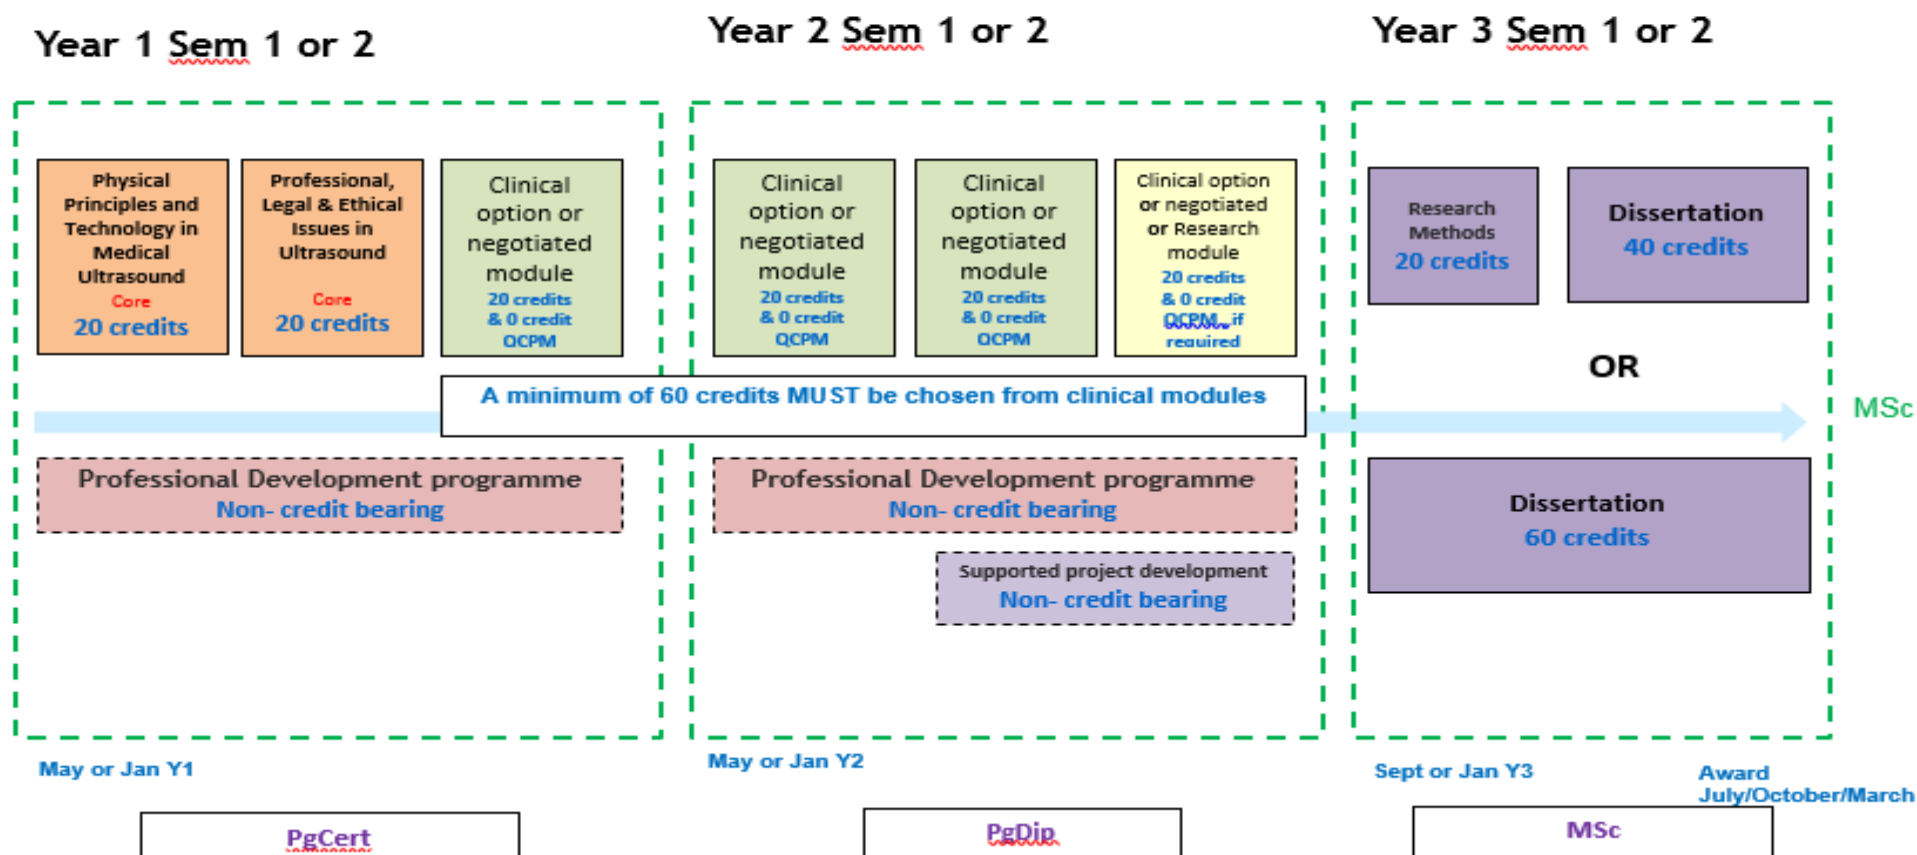 Year 1 Sem 1 or 2
Year 2 Sem 1 or 2
Year 3 Sem 1 or 2
Physical
Principles and
Technology in
Medical
Ultrasound
Core
20 credits
Professional,
Legal & Ethical
Issues in
Ultrasound
Core
20 credits
Clinical
option or
negotiated
module
20 credits
& 0 credit
QCPM
Clinical
option or
negotiated
module
20 credits
& 0 credit
QCPM
Clinical
option or
negotiated
module
20 credits
& 0 credit
QCPM
Clinical option
or negotiated
or Research
module
20 credits
& 0 credit
QCPM if
required
Research
Methods
20 credits
Dissertation
40 credits
OR
A minimum of 60 credits MUST be chosen from clinical modules
MSc
Professional Development programme
Non- credit bearing
Professional Development programme
Non- credit bearing
Supported project development
Non- credit bearing
Dissertation
60 credits
May or Jan Y1
May or Jan Y2
Sept or Jan Y3
Award
July/October/March
PgCert
PgDip
MSc